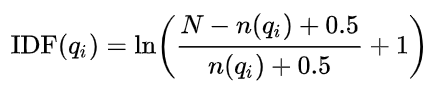 IDF(qᵢ) = ln( (N − n(qᵢ) + 0.5) / (n(qᵢ) + 0.5) + 1 )